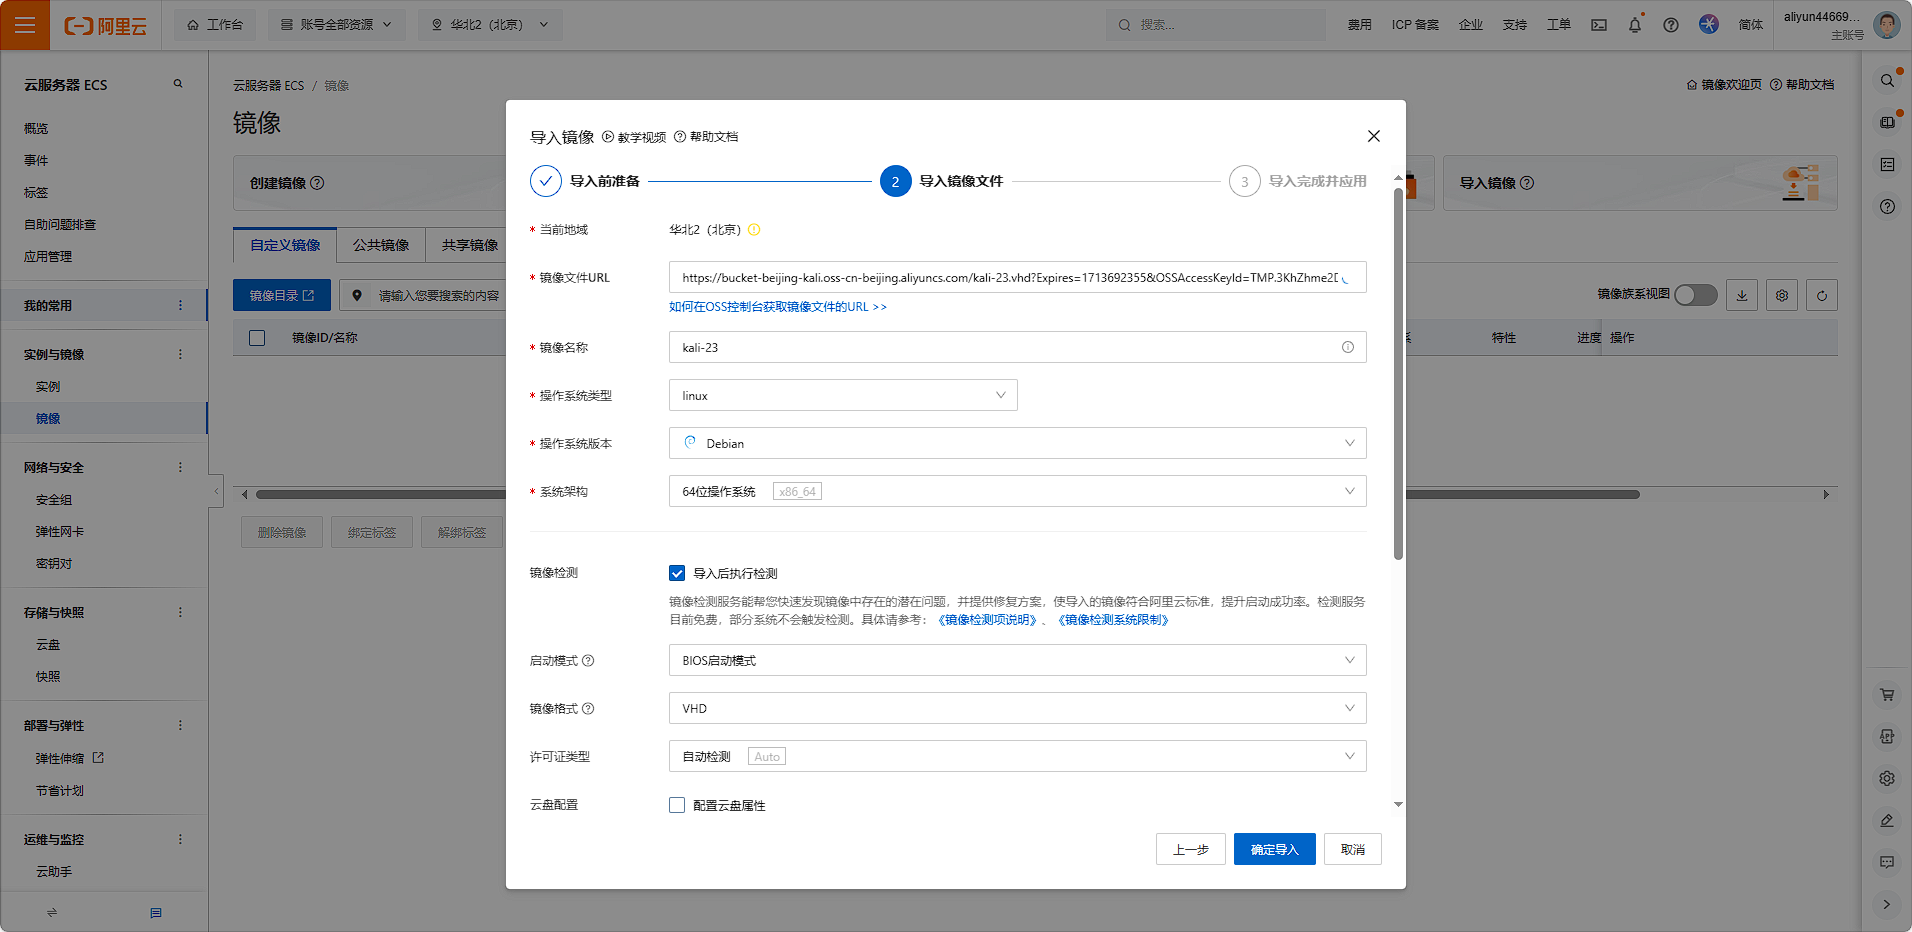 阿里云
工作台
账号全部资源
华北2（北京）
搜索...
费用
ICP 备案
企业
支持
工单
简体
aliyun44669...
主账号
云服务器 ECS
概览
事件
标签
自助问题排查
应用管理
我的常用
实例与镜像
实例
镜像
网络与安全
安全组
弹性网卡
密钥对
存储与快照
云盘
快照
部署与弹性
弹性伸缩
节省计划
运维与监控
云助手
云服务器 ECS / 镜像
镜像欢迎页
帮助文档
镜像
创建镜像
导入镜像
自定义镜像
公共镜像
共享镜像
镜像目录
请输入您要搜索的内容
镜像族系视图
镜像ID/名称
系
特性
进度
操作
删除镜像
绑定标签
解绑标签
导入镜像
教学视频
帮助文档
导入前准备
2
导入镜像文件
3
导入完成并应用
* 当前地域
华北2（北京）
* 镜像文件URL
https://bucket-beijing-kali.oss-cn-beijing.aliyuncs.com/kali-23.vhd?Expires=1713692355&OSSAccessKeyId=TMP.3KhZhme2D
如何在OSS控制台获取镜像文件的URL >>
* 镜像名称
kali-23
* 操作系统类型
linux
* 操作系统版本
Debian
* 系统架构
64位操作系统
x86_64
镜像检测
导入后执行检测
镜像检测服务能帮您快速发现镜像中存在的潜在问题，并提供修复方案，使导入的镜像符合阿里云标准，提升启动成功率。检测服务
目前免费，部分系统不会触发检测。具体请参考：《镜像检测项说明》、《镜像检测系统限制》
启动模式
BIOS启动模式
镜像格式
VHD
许可证类型
自动检测
Auto
云盘配置
配置云盘属性
上一步
确定导入
取消